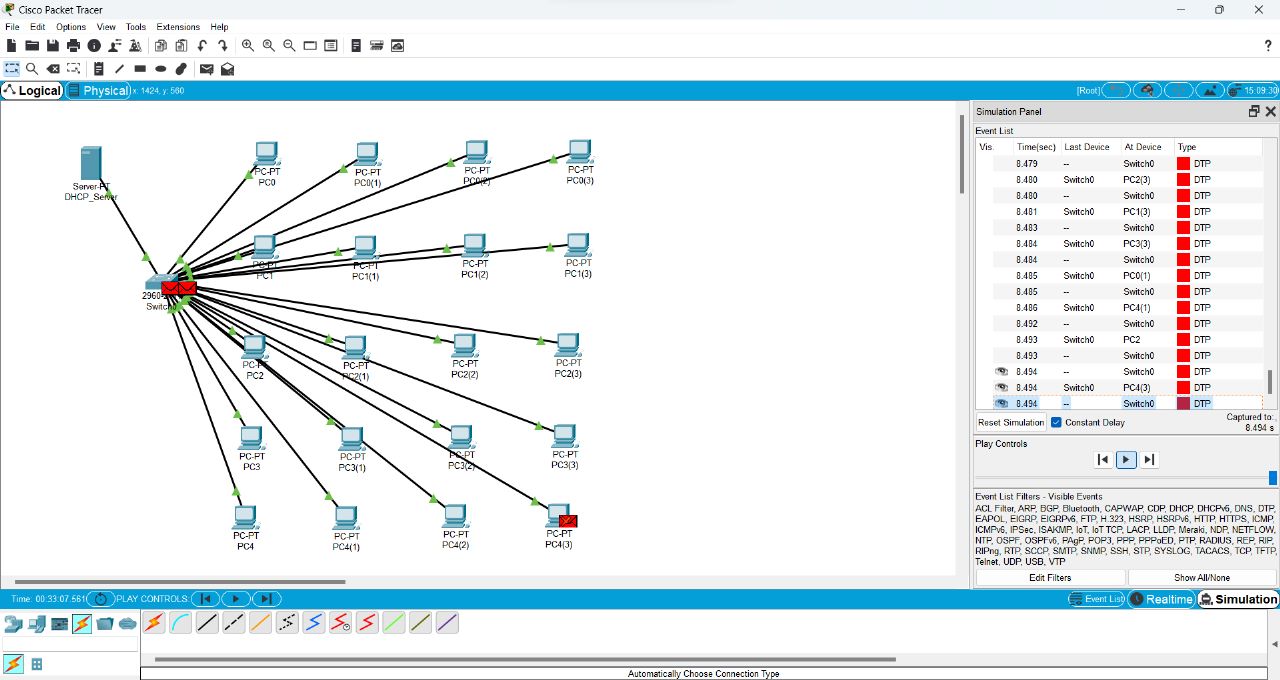 Cisco Packet Tracer
File Edit Options View Tools Extensions Help
?
Logical Physical x: 1424, y: 560 [Root] 15:09:30
PC-PT
PC0
PC-PT
PC0(1)
PC-PT
PC0(2)
PC-PT
PC0(3)
Server-PT
DHCP_Server
PC-PT
PC1
PC-PT
PC1(1)
PC-PT
PC1(2)
PC-PT
PC1(3)
2960-
Switch0
PC-PT
PC2
PC-PT
PC2(1)
PC-PT
PC2(2)
PC-PT
PC2(3)
PC-PT
PC3
PC-PT
PC3(1)
PC-PT
PC3(2)
PC-PT
PC3(3)
PC-PT
PC4
PC-PT
PC4(1)
PC-PT
PC4(2)
PC-PT
PC4(3)
Simulation Panel
Event List
Vis. Time(sec) Last Device At Device Type
8.479 -- Switch0 DTP
8.480 Switch0 PC2(3) DTP
8.480 -- Switch0 DTP
8.481 Switch0 PC1(3) DTP
8.483 -- Switch0 DTP
8.484 Switch0 PC3(3) DTP
8.484 -- Switch0 DTP
8.485 Switch0 PC0(1) DTP
8.485 -- Switch0 DTP
8.486 Switch0 PC4(1) DTP
8.492 -- Switch0 DTP
8.493 Switch0 PC2 DTP
8.493 -- Switch0 DTP
8.494 -- Switch0 DTP
8.494 Switch0 PC4(3) DTP
8.494 -- Switch0 DTP
Reset Simulation Constant Delay Captured to:
8.494 s
Play Controls
Event List Filters - Visible Events
ACL Filter, ARP, BGP, Bluetooth, CAPWAP, CDP, DHCP, DHCPv6, DNS, DTP,
EAPOL, EIGRP, EIGRPv6, FTP, H.323, HSRP, HSRPv6, HTTP, HTTPS, ICMP,
ICMPv6, IPSec, ISAKMP, IoT, IoT TCP, LACP, LLDP, Meraki, NDP, NETFLOW,
NTP, OSPF, OSPFv6, PAgP, POP3, PPP, PPPoED, PTP, RADIUS, REP, RIP,
RIPng, RTP, SCCP, SMTP, SNMP, SSH, STP, SYSLOG, TACACS, TCP, TFTP,
Telnet, UDP, USB, VTP
Edit Filters Show All/None
Time: 00:33:07.561 PLAY CONTROLS: Event List Realtime Simulation
Automatically Choose Connection Type